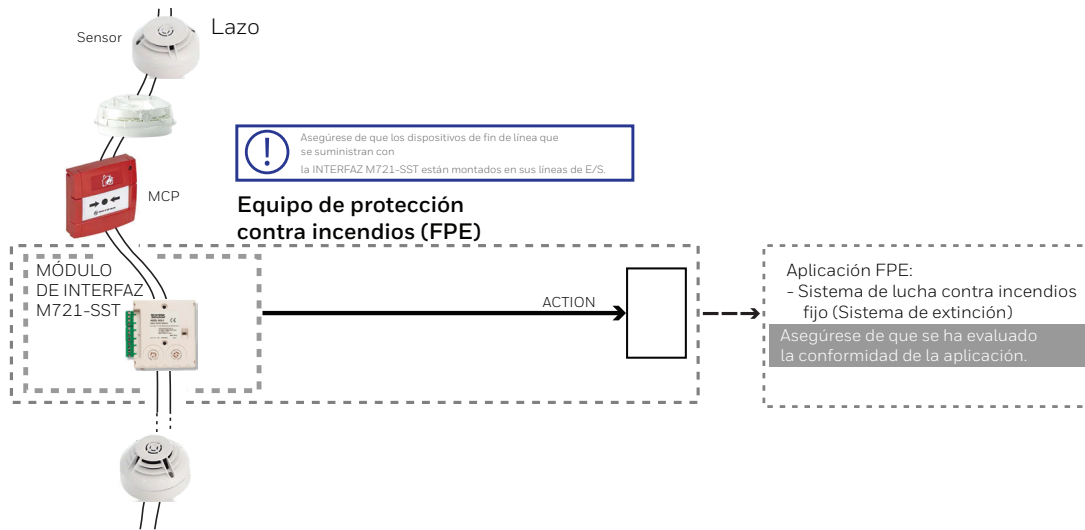 Lazo
Sensor
Asegúrese de que los dispositivos de fin de línea que
se suministran con
la INTERFAZ M721-SST están montados en sus líneas de E/S.
MCP
Equipo de protección
contra incendios (FPE)
MÓDULO
DE INTERFAZ
M721-SST
ACTION
Aplicación FPE:
- Sistema de lucha contra incendios
fijo (Sistema de extinción)
Asegúrese de que se ha evaluado
la conformidad de la aplicación.